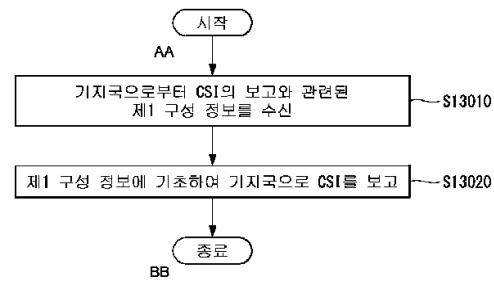 시작
AA
기지국으로부터 CSI의 보고와 관련된
제1 구성 정보를 수신
S13010
제1 구성 정보에 기초하여 기지국으로 CSI를 보고
S13020
종료
BB